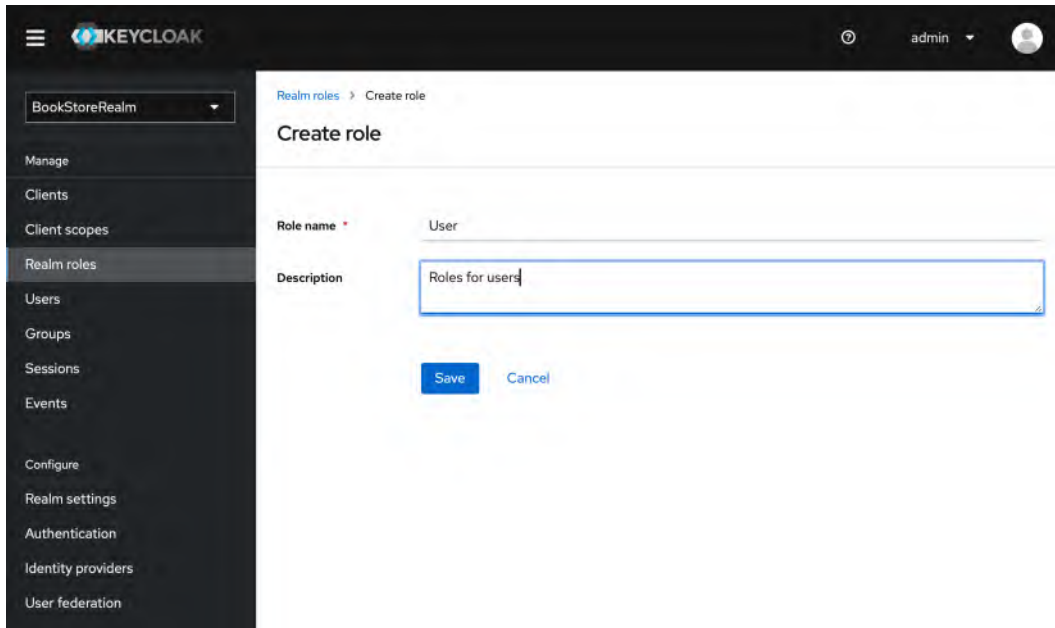 KEYCLOAK
admin
BookStoreRealm
Manage
Clients
Client scopes
Realm roles
Users
Groups
Sessions
Events
Configure
Realm settings
Authentication
Identity providers
User federation
Realm roles > Create role
Create role
Role name *
User
Description
Roles for users
Save Cancel